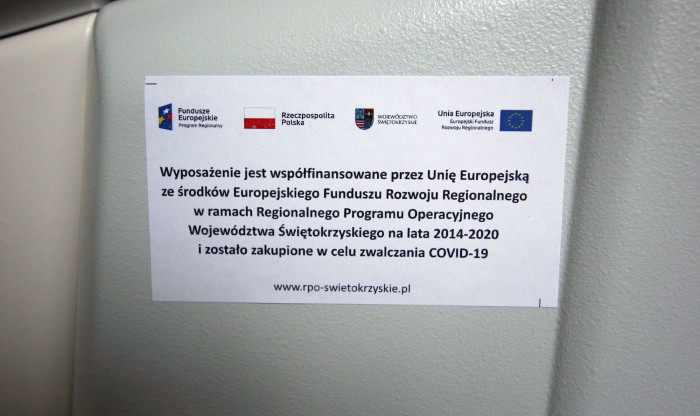 Fundusze
Europejskie
Program Regionalny
Rzeczpospolita
Polska
WOJEWÓDZTWO
ŚWIĘTOKRZYSKIE
Unia Europejska
Europejski Fundusz
Rozwoju Regionalnego
Wyposażenie jest współfinansowane przez Unię Europejską
ze środków Europejskiego Funduszu Rozwoju Regionalnego
w ramach Regionalnego Programu Operacyjnego
Województwa Świętokrzyskiego na lata 2014-2020
i zostało zakupione w celu zwalczania COVID-19
www.rpo-swietokrzyskie.pl